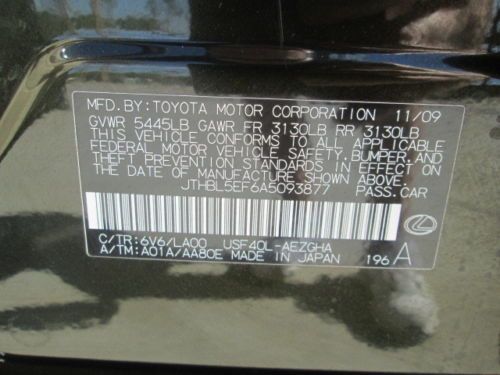 MFD. BY: TOYOTA MOTOR CORPORATION 11/09
GVWR 5445LB GAWR FR 3130LB RR 3130LB
THIS VEHICLE CONFORMS TO ALL APPLICABLE
FEDERAL MOTOR VEHICLE SAFETY, BUMPER, AND
THEFT PREVENTION STANDARDS IN EFFECT ON
THE DATE OF MANUFACTURE SHOWN ABOVE.
JTHBL5EF6A5093877 PASS.CAR
C/TR: 6V6/LA00 USF40L-AEZGHA
A/TM: A01A/AA80E MADE IN JAPAN 196 A